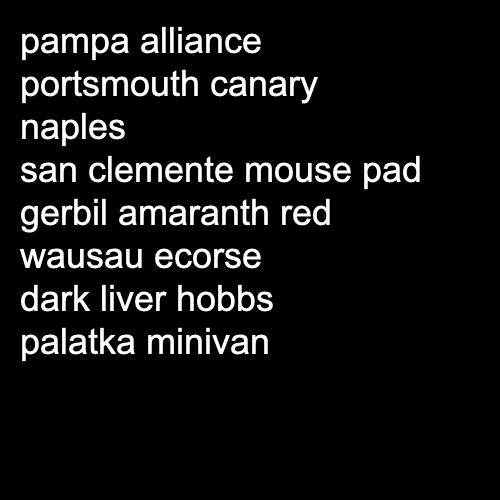 pampa alliance
portsmouth canary
naples
san clemente mouse pad
gerbil amaranth red
wausau ecorse
dark liver hobbs
palatka minivan